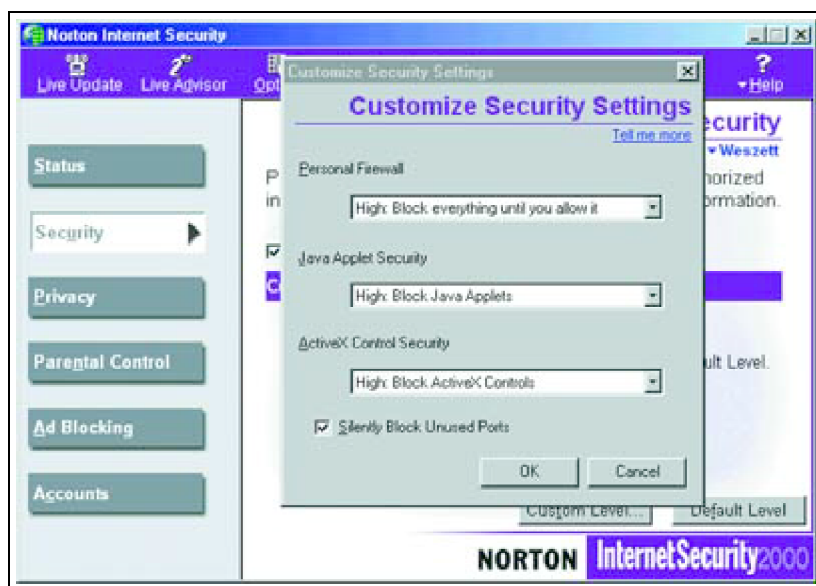 Norton Internet Security
Live Update Live Advisor Opt Help
Status
Security
Privacy
Parental Control
Ad Blocking
Accounts
Customize Security Settings
Customize Security Settings
Tell me more
Personal Firewall
High: Block everything until you allow it
Java Applet Security
High: Block Java Applets
ActiveX Control Security
High: Block ActiveX Controls
Silently Block Unused Ports
OK Cancel
ecurity
Weszett
P horized
in ormation.
C
ult Level.
Custom Level... Default Level
NORTON InternetSecurity2000